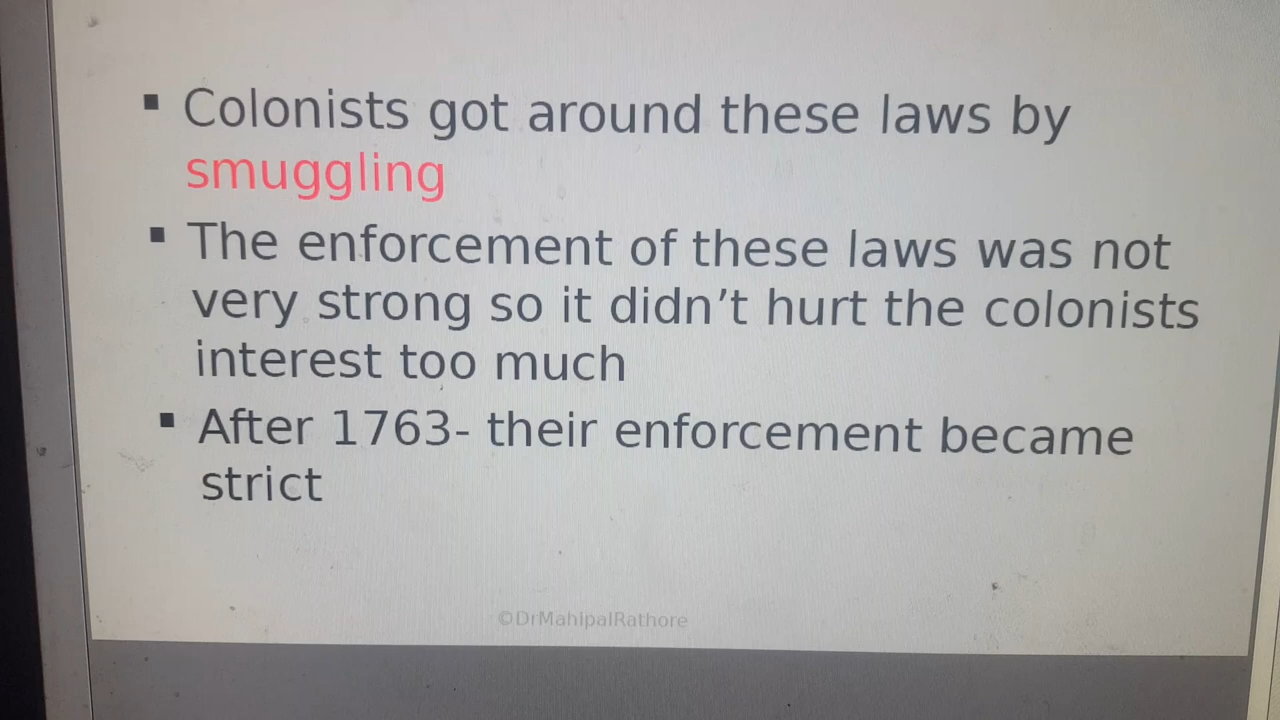 ▪ Colonists got around these laws by
smuggling
▪ The enforcement of these laws was not
very strong so it didn’t hurt the colonists
interest too much
▪ After 1763- their enforcement became
strict
©DrMahipalRathore